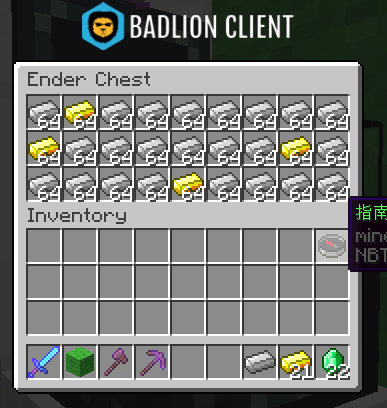 BADLION CLIENT
Ender Chest
64 64 64 64 64 64 64 64 64
64 64 64 64 64 64 64 64 64
64 64 64 64 64 64 64 64 64
Inventory
指南
mine
NBT
21 22